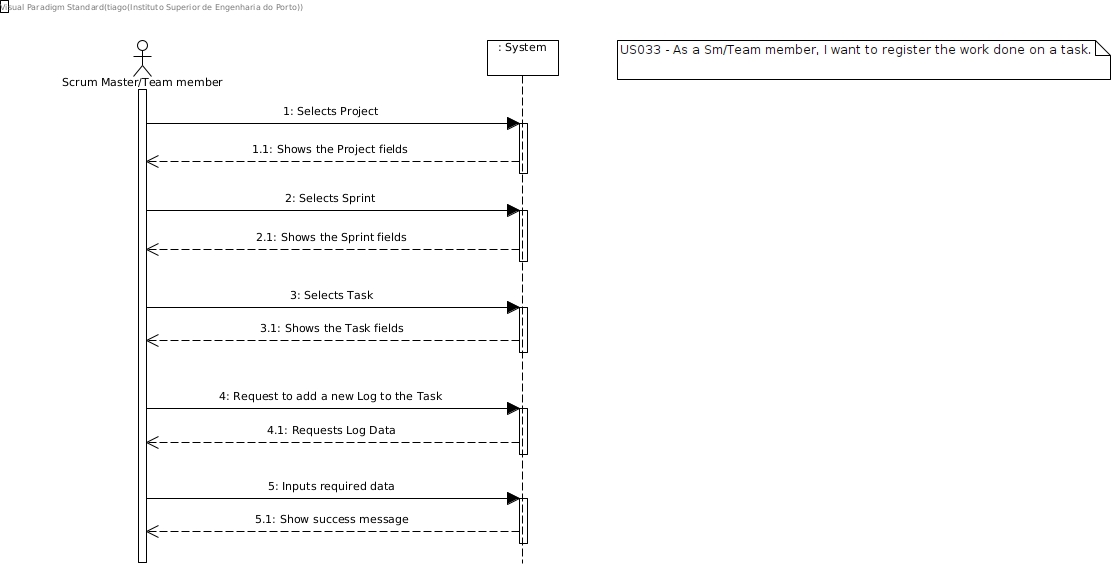 Visual Paradigm Standard(tiago(Instituto Superior de Engenharia do Porto))
: System
US033 - As a Sm/Team member, I want to register the work done on a task.
Scrum Master/Team member
1: Selects Project
1.1: Shows the Project fields
2: Selects Sprint
2.1: Shows the Sprint fields
3: Selects Task
3.1: Shows the Task fields
4: Request to add a new Log to the Task
4.1: Requests Log Data
5: Inputs required data
5.1: Show success message